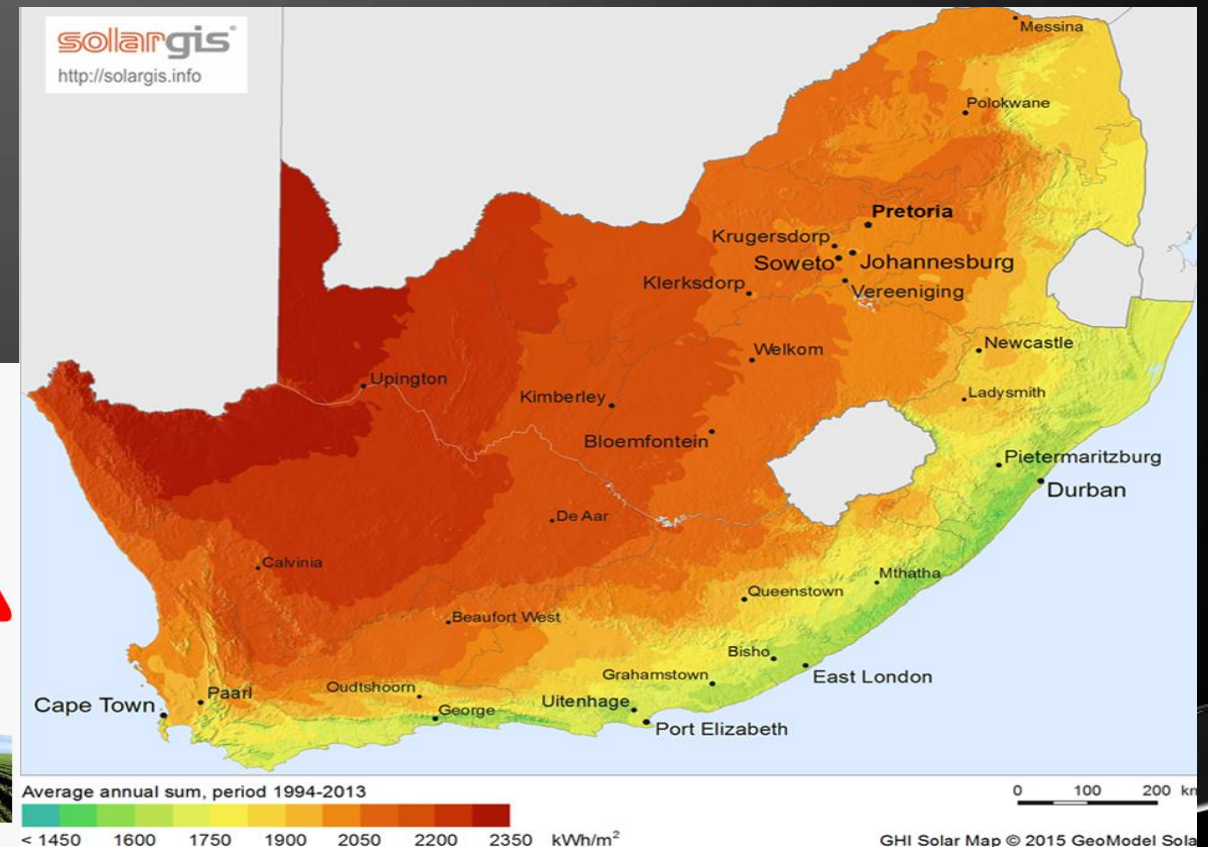 solargis
http://solargis.info
Messina
Polokwane
Pretoria
Krugersdorp
Soweto
Johannesburg
Klerksdorp
Vereeniging
Welkom
Newcastle
Upington
Kimberley
Ladysmith
Bloemfontein
Pietermaritzburg
Durban
De Aar
Calvinia
Mthatha
Queenstown
Beaufort West
Bisho
East London
Grahamstown
Oudtshoorn
Paarl
Cape Town
George
Uitenhage
Port Elizabeth
Average annual sum, period 1994-2013
0 100 200 km
< 1450 1600 1750 1900 2050 2200 2350 kWh/m²
GHI Solar Map © 2015 GeoModel Sola